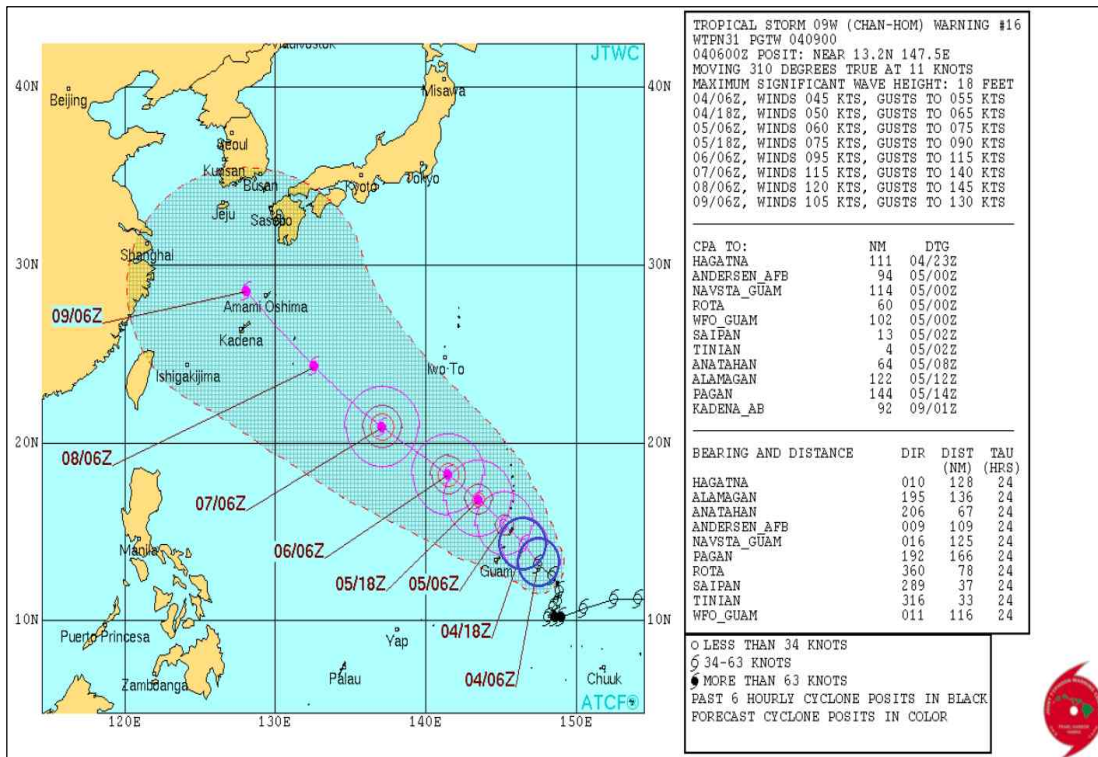 JTWC
Vladivostok
40N
Beijing
Misawa
Seoul
Kunsan
Busan
Kyoto
Tokyo
Jeju
Sasebo
Shanghai
30N
Amami Oshima
09/06Z
Kadena
Ishigakijima
Iwo-To
20N
08/06Z
07/06Z
06/06Z
Manila
05/18Z
05/06Z
Guam
04/18Z
10N
Puerto Princesa
Yap
04/06Z
Zamboanga
Palau
Chuuk
ATCF®
120E
130E
140E
150E
TROPICAL STORM 09W (CHAN-HOM) WARNING #16
WTPN31 PGTW 040900
040600Z POSIT: NEAR 13.2N 147.5E
MOVING 310 DEGREES TRUE AT 11 KNOTS
MAXIMUM SIGNIFICANT WAVE HEIGHT: 18 FEET
04/06Z, WINDS 045 KTS, GUSTS TO 055 KTS
04/18Z, WINDS 050 KTS, GUSTS TO 065 KTS
05/06Z, WINDS 060 KTS, GUSTS TO 075 KTS
05/18Z, WINDS 075 KTS, GUSTS TO 090 KTS
06/06Z, WINDS 095 KTS, GUSTS TO 115 KTS
07/06Z, WINDS 115 KTS, GUSTS TO 140 KTS
08/06Z, WINDS 120 KTS, GUSTS TO 145 KTS
09/06Z, WINDS 105 KTS, GUSTS TO 130 KTS
CPA TO: NM DTG
HAGATNA 111 04/23Z
ANDERSEN_AFB 94 05/00Z
NAVSTA_GUAM 114 05/00Z
ROTA 60 05/00Z
WFO_GUAM 102 05/00Z
SAIPAN 13 05/02Z
TINIAN 4 05/02Z
ANATAHAN 64 05/08Z
ALAMAGAN 122 05/12Z
PAGAN 144 05/14Z
KADENA_AB 92 09/01Z
BEARING AND DISTANCE DIR DIST TAU
(NM) (HRS)
HAGATNA 010 128 24
ALAMAGAN 195 136 24
ANATAHAN 206 67 24
ANDERSEN_AFB 009 109 24
NAVSTA_GUAM 016 125 24
PAGAN 192 166 24
ROTA 360 78 24
SAIPAN 289 37 24
TINIAN 316 33 24
WFO_GUAM 011 116 24
LESS THAN 34 KNOTS
34-63 KNOTS
MORE THAN 63 KNOTS
PAST 6 HOURLY CYCLONE POSITS IN BLACK
FORECAST CYCLONE POSITS IN COLOR